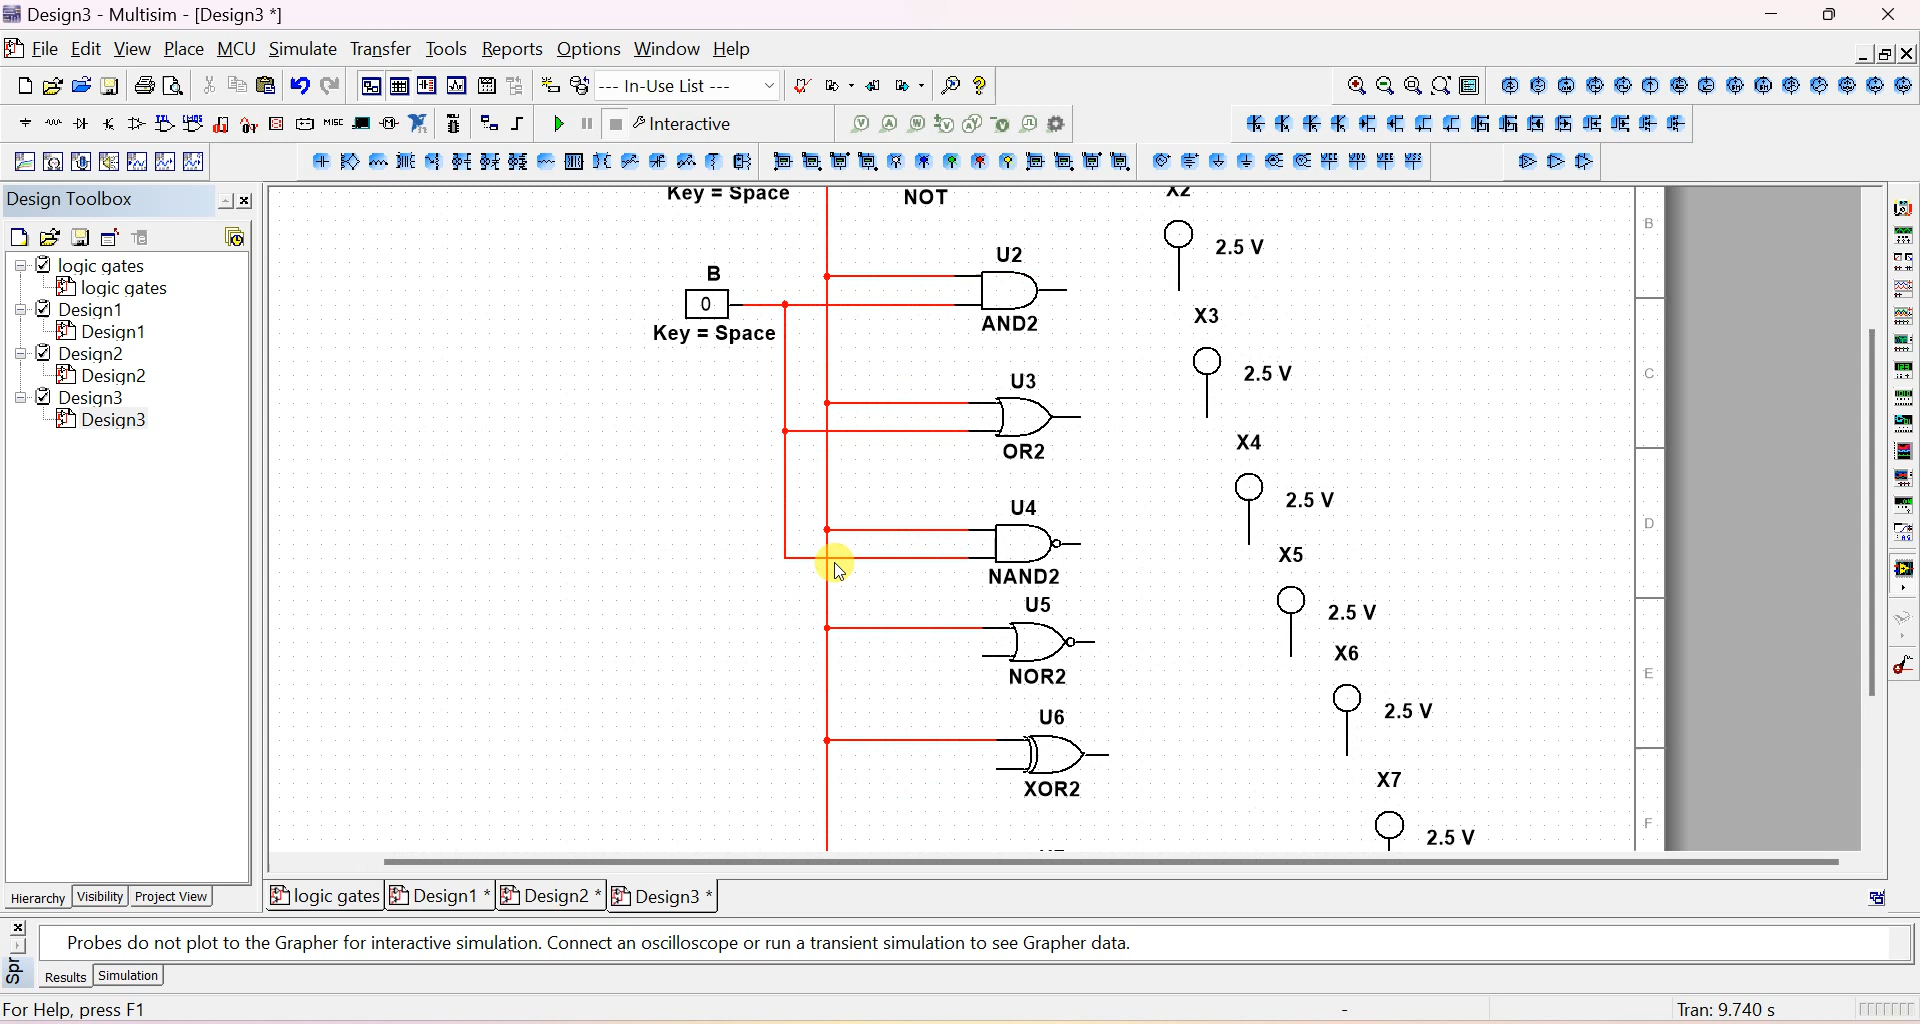 Design3 - Multisim - [Design3 *]
File Edit View Place MCU Simulate Transfer Tools Reports Options Window Help
--- In-Use List ---
MISC
Interactive
Design Toolbox
logic gates
logic gates
Design1
Design1
Design2
Design2
Design3
Design3
Hierarchy Visibility Project View
Key = Space
NOT
X2
2.5 V
B
0
Key = Space
U2
AND2
X3
2.5 V
U3
OR2
X4
2.5 V
U4
NAND2
X5
2.5 V
U5
NOR2
X6
2.5 V
U6
XOR2
X7
2.5 V
B
C
D
E
F
logic gates Design1 * Design2 * Design3 *
Spr
Probes do not plot to the Grapher for interactive simulation. Connect an oscilloscope or run a transient simulation to see Grapher data.
Results Simulation
For Help, press F1
-
Tran: 9.740 s